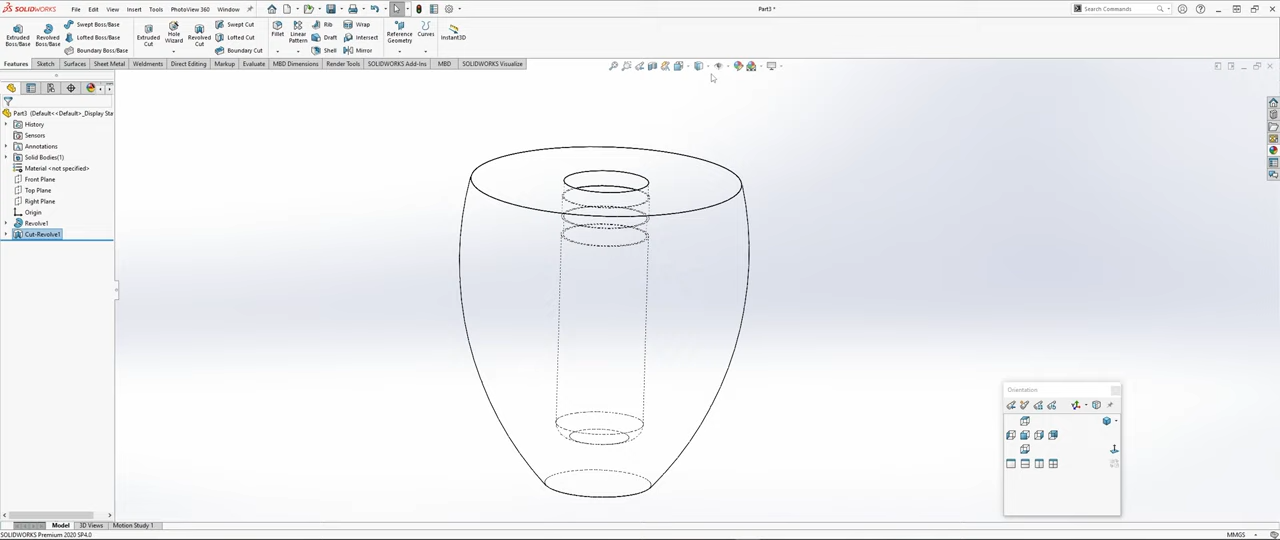 SOLIDWORKS File Edit View Insert Tools PhotoView 360 Window Part3 * Search Commands
Extruded Boss/Base
Revolved Boss/Base
Swept Boss/Base
Lofted Boss/Base
Boundary Boss/Base
Extruded Cut
Hole Wizard
Revolved Cut
Swept Cut
Lofted Cut
Boundary Cut
Fillet
Linear Pattern
Rib
Draft
Shell
Wrap
Intersect
Mirror
Reference Geometry
Curves
Instant3D
Features Sketch Surfaces Sheet Metal Weldments Direct Editing Markup Evaluate MBD Dimensions Render Tools SOLIDWORKS Add-Ins MBD SOLIDWORKS Visualize
Part3 (Default<<Default>_Display Sta
History
Sensors
Annotations
Solid Bodies(1)
Material <not specified>
Front Plane
Top Plane
Right Plane
Origin
Revolve1
Cut-Revolve1
Orientation
Model 3D Views Motion Study 1
SOLIDWORKS Premium 2020 SP4.0 MMGS